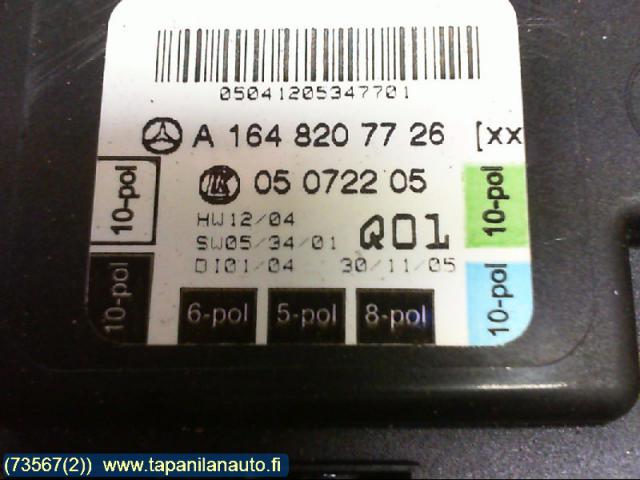 05041205347701
A 164 820 77 26 [xx
05 0722 05
HW12/04
SW05/34/01 Q01
DI01/04 30/11/05
10-pol
10-pol
6-pol 5-pol 8-pol
10-pol
10-pol
(73567(2)) www.tapanilanauto.fi